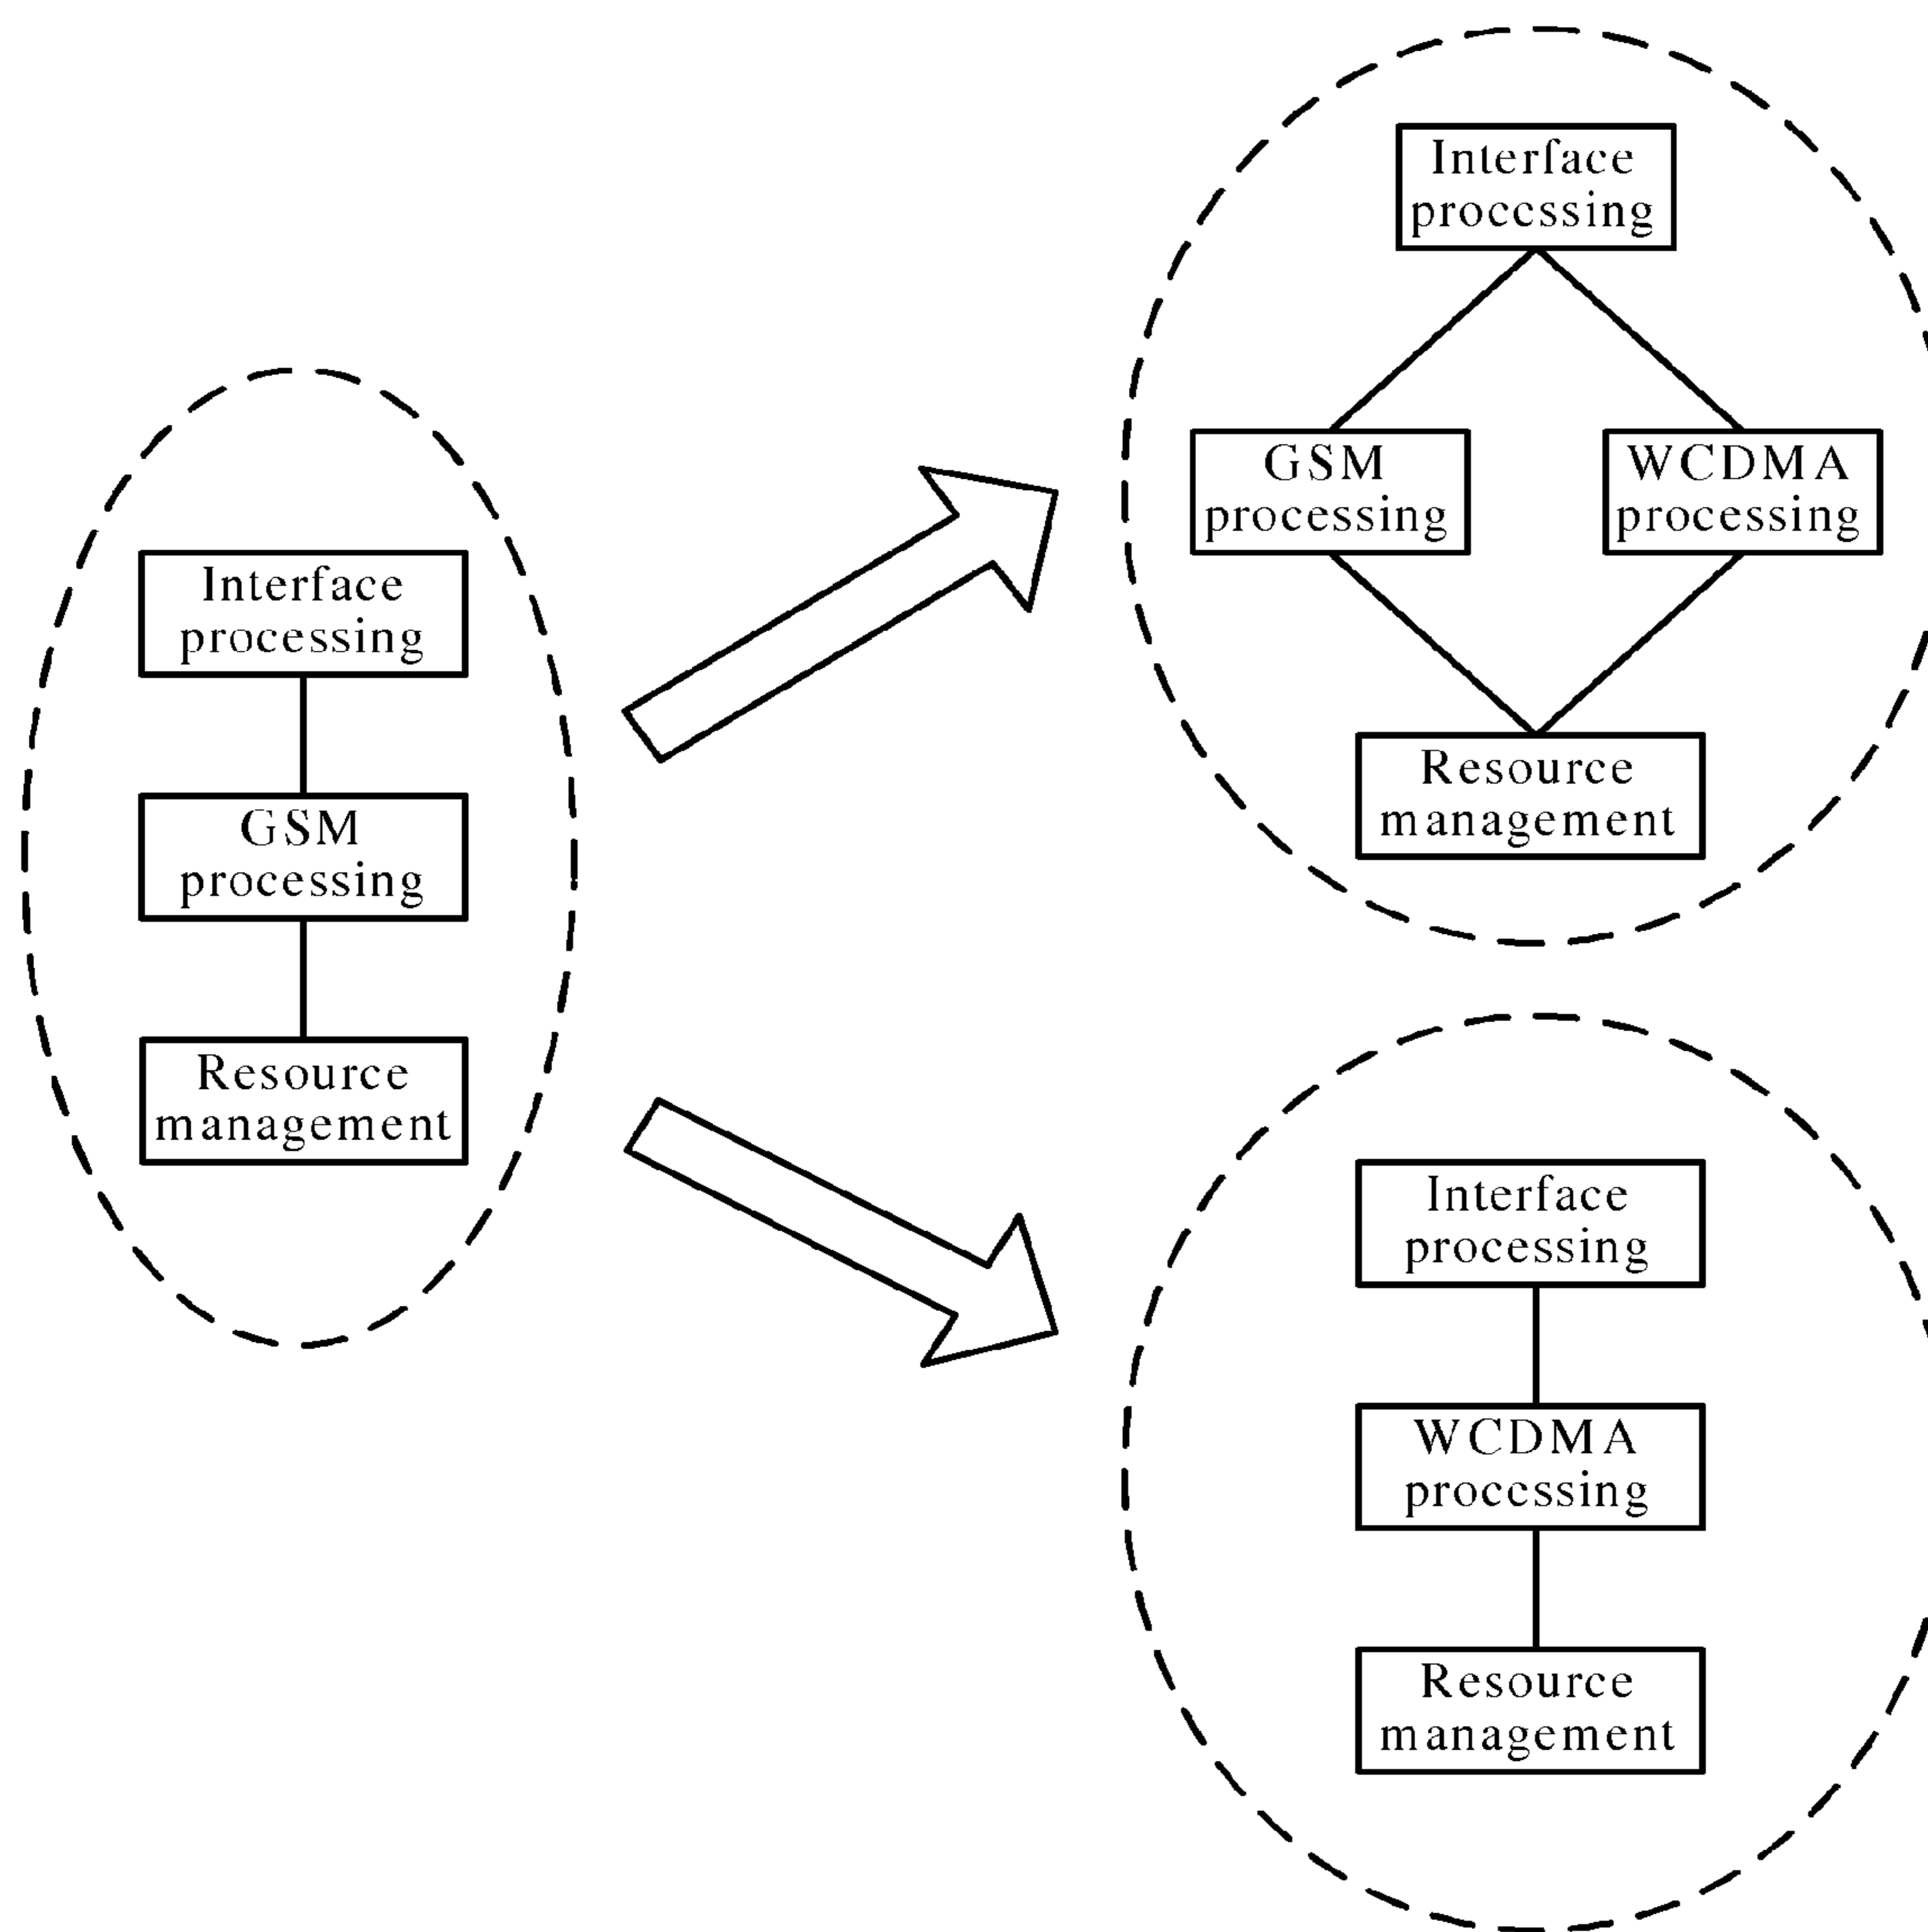 Interface
processing
GSM
processing
Resource
management
Interface
processing
GSM
processing
WCDMA
processing
Resource
management
Interface
processing
WCDMA
processing
Resource
management